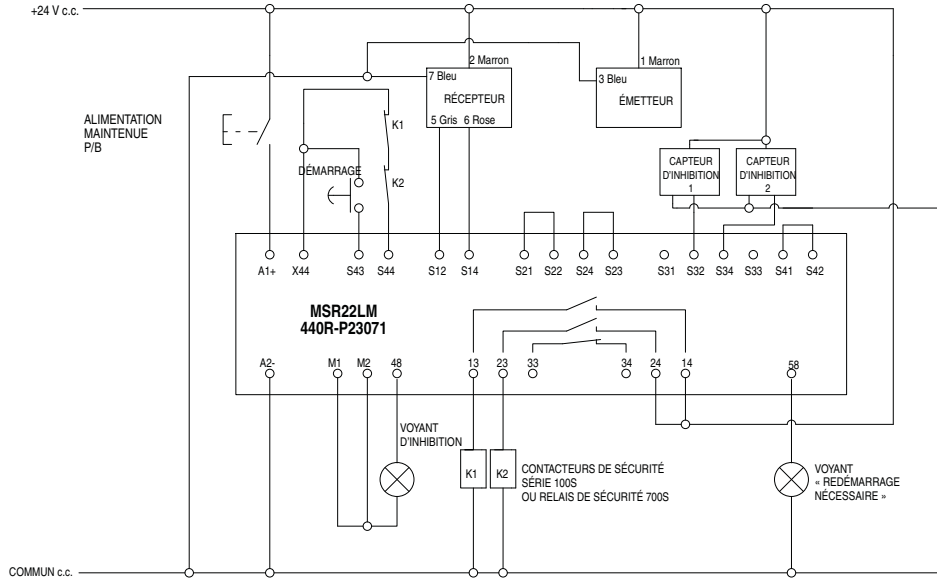 +24 V c.c.
2 Marron
1 Marron
7 Bleu
3 Bleu
RÉCEPTEUR
ÉMETTEUR
5 Gris
6 Rose
ALIMENTATION
MAINTENUE
P/B
K1
DÉMARRAGE
K2
CAPTEUR
D'INHIBITION
1
CAPTEUR
D'INHIBITION
2
A1+
X44
S43
S44
S12
S14
S21
S22
S24
S23
S31
S32
S34
S33
S41
S42
MSR22LM
440R-P23071
A2-
M1
M2
48
13
23
33
34
24
14
58
VOYANT
D'INHIBITION
K1
K2
CONTACTEURS DE SÉCURITÉ
SÉRIE 100S
OU RELAIS DE SÉCURITÉ 700S
VOYANT
« REDÉMARRAGE
NÉCESSAIRE »
COMMUN c.c.